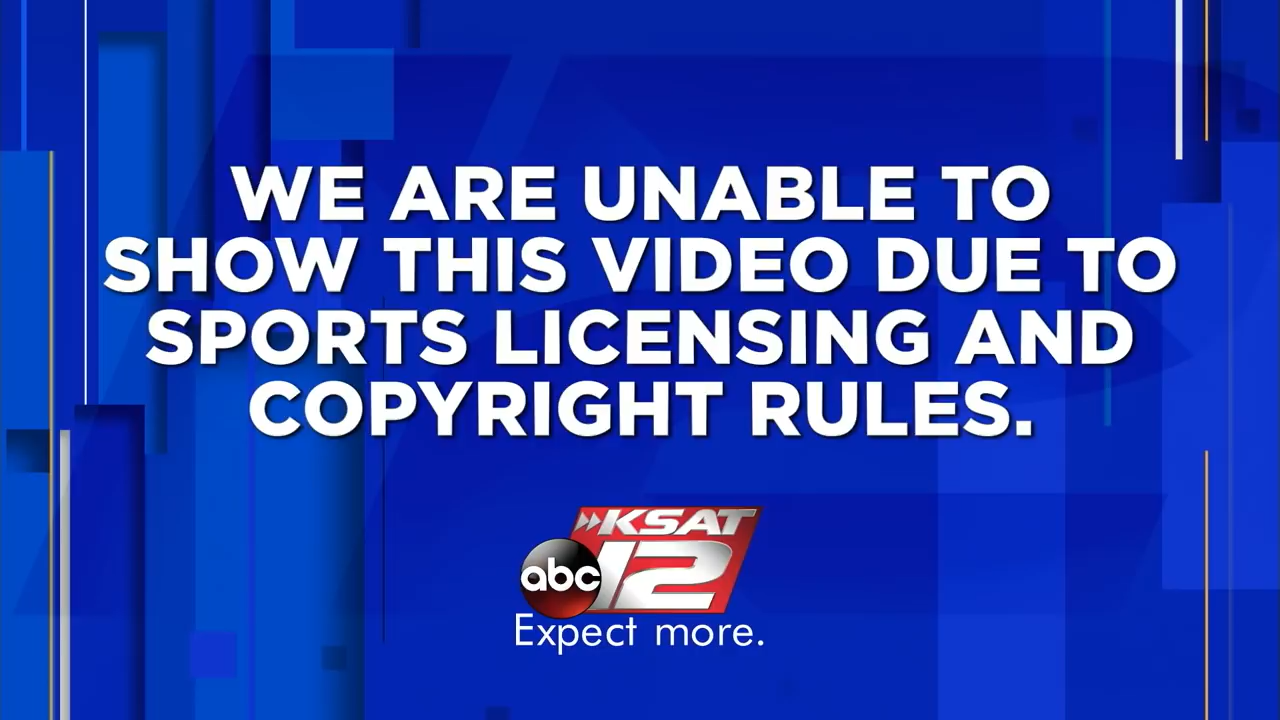 WE ARE UNABLE TO
SHOW THIS VIDEO DUE TO
SPORTS LICENSING AND
COPYRIGHT RULES.
KSAT
abc 12
Expect more.